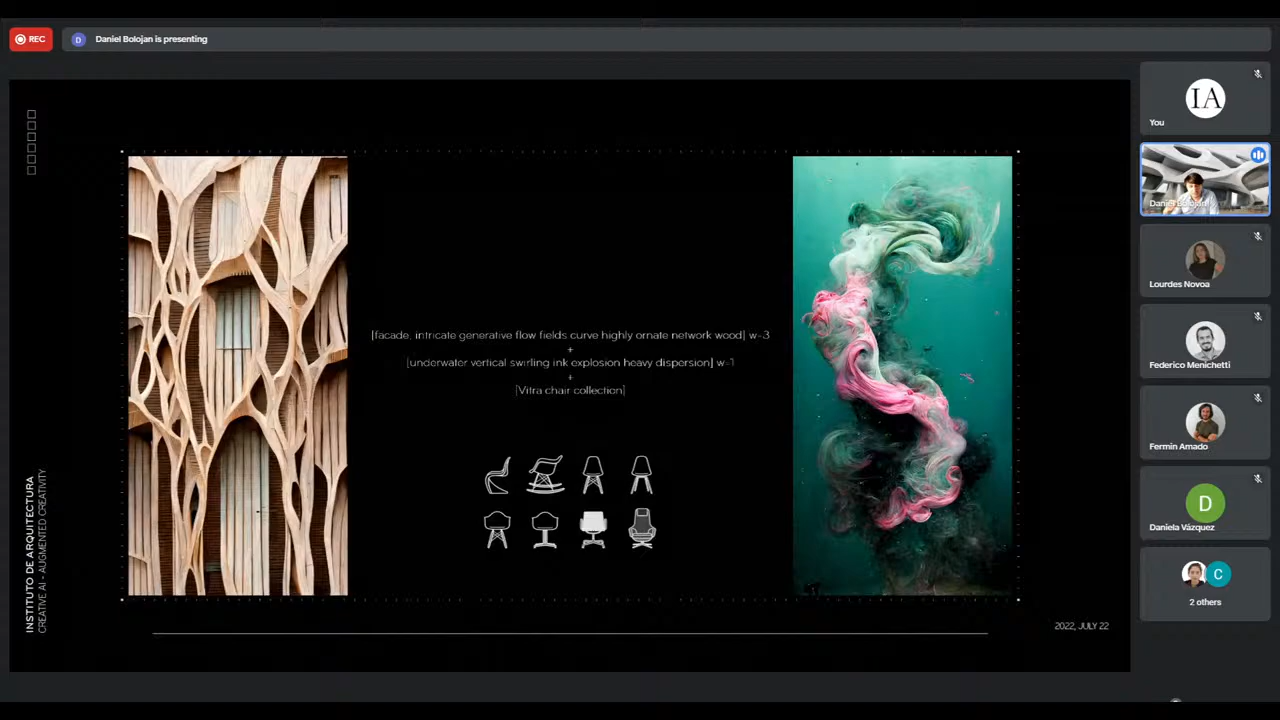 REC
D
Daniel Bolojan is presenting
IA
You
Daniel Bolojan
Lourdes Novoa
Federico Menichetti
Fermin Amado
D
Daniela Vázquez
C
2 others
[facade, intricate generative flow fields curve highly ornate network wood] w-3
+
[underwater vertical swirling ink explosion heavy dispersion] w-1
+
[Vitra chair collection]
INSTITUTO DE ARQUITECTURA
CREATIVE AI - AUGMENTED CREATIVITY
2022, JULY 22